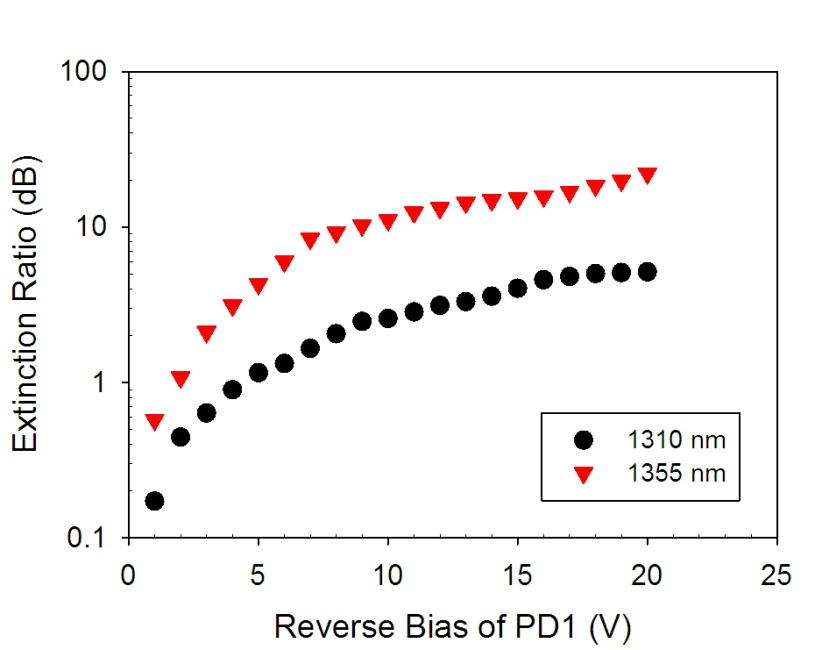 100
10
1
0.1
0 5 10 15 20 25
Extinction Ratio (dB)
Reverse Bias of PD1 (V)
1310 nm
1355 nm